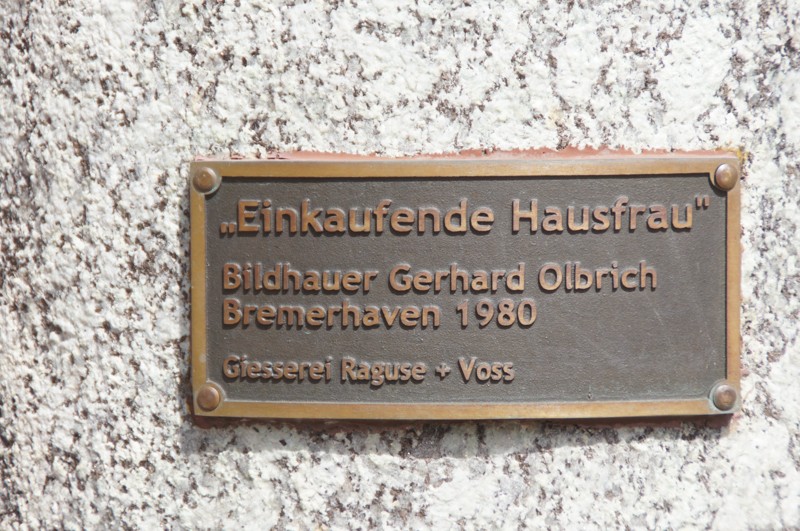 „Einkaufende Hausfrau"
Bildhauer Gerhard Olbrich
Bremerhaven 1980
Giesserei Raguse + Voss